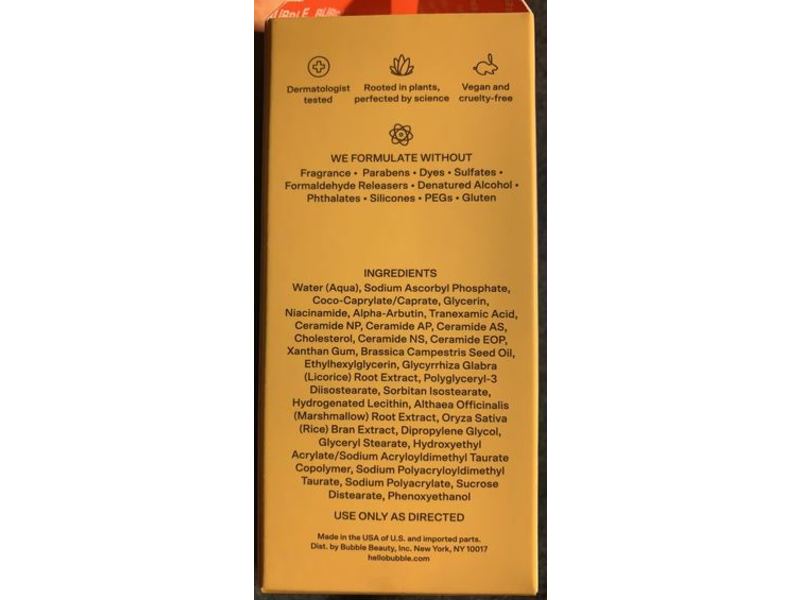 Dermatologist tested
Rooted in plants, perfected by science
Vegan and cruelty-free
WE FORMULATE WITHOUT
Fragrance • Parabens • Dyes • Sulfates •
Formaldehyde Releasers • Denatured Alcohol •
Phthalates • Silicones • PEGs • Gluten
INGREDIENTS
Water (Aqua), Sodium Ascorbyl Phosphate,
Coco-Caprylate/Caprate, Glycerin,
Niacinamide, Alpha-Arbutin, Tranexamic Acid,
Ceramide NP, Ceramide AP, Ceramide AS,
Cholesterol, Ceramide NS, Ceramide EOP,
Xanthan Gum, Brassica Campestris Seed Oil,
Ethylhexylglycerin, Glycyrrhiza Glabra
(Licorice) Root Extract, Polyglyceryl-3
Diisostearate, Sorbitan Isostearate,
Hydrogenated Lecithin, Althaea Officinalis
(Marshmallow) Root Extract, Oryza Sativa
(Rice) Bran Extract, Dipropylene Glycol,
Glyceryl Stearate, Hydroxyethyl
Acrylate/Sodium Acryloyldimethyl Taurate
Copolymer, Sodium Polyacryloyldimethyl
Taurate, Sodium Polyacrylate, Sucrose
Distearate, Phenoxyethanol
USE ONLY AS DIRECTED
Made in the USA of U.S. and imported parts.
Dist. by Bubble Beauty, Inc. New York, NY 10017
hellobubble.com